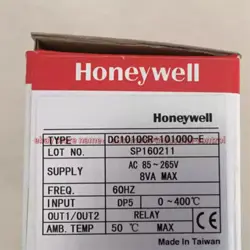 Honeywell
Honeywell
TYPE DC1010CR-101000-E
LOT NO. SP160211
SUPPLY AC 85~265V
8VA MAX
FREQ. 60HZ
INPUT DP5 0~400℃
OUT1/OUT2 RELAY
AMB. TEMP 50 ℃ MAX.
Made In Taiwan